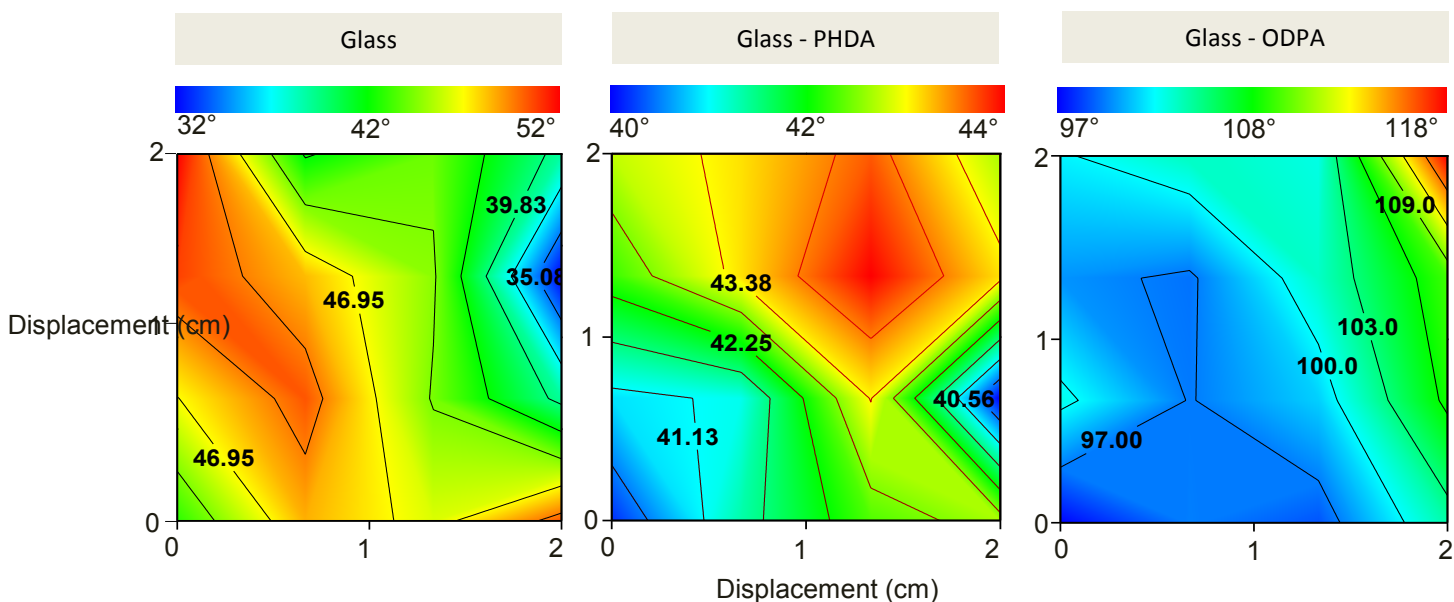 Glass
Glass - PHDA
Glass - ODPA
32° 42° 52°
40° 42° 44°
97° 108° 118°
2
39.83
35.08
46.95
Displacement (cm)
1
46.95
0
0 1 2
2
43.38
1
42.25
40.56
41.13
0
0 1 2
2
109.0
103.0
1
100.0
97.00
0
0 1 2
Displacement (cm)